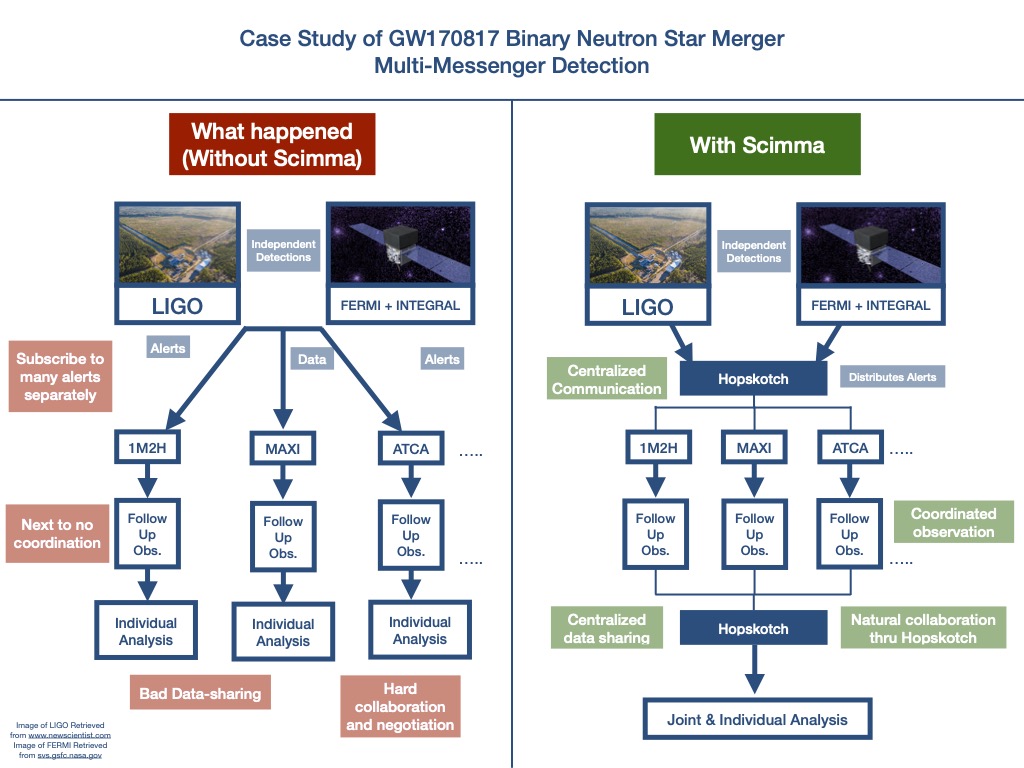 Case Study of GW170817 Binary Neutron Star Merger
Multi-Messenger Detection
What happened
(Without Scimma)
LIGO
Independent
Detections
FERMI + INTEGRAL
Subscribe to
many alerts
separately
Alerts
Data
Alerts
1M2H
MAXI
ATCA
.....
Next to no
coordination
Follow
Up
Obs.
Follow
Up
Obs.
Follow
Up
Obs.
.....
Individual
Analysis
Individual
Analysis
Individual
Analysis
Bad Data-sharing
Hard
collaboration
and negotiation
Image of LIGO Retrieved
from www.newscientist.com
Image of FERMI Retrieved
from svs.gsfc.nasa.gov
With Scimma
LIGO
Independent
Detections
FERMI + INTEGRAL
Centralized
Communication
Hopskotch
Distributes Alerts
1M2H
MAXI
ATCA
.....
Follow
Up
Obs.
Follow
Up
Obs.
Follow
Up
Obs.
Coordinated
observation
.....
Centralized
data sharing
Hopskotch
Natural collaboration
thru Hopskotch
Joint & Individual Analysis